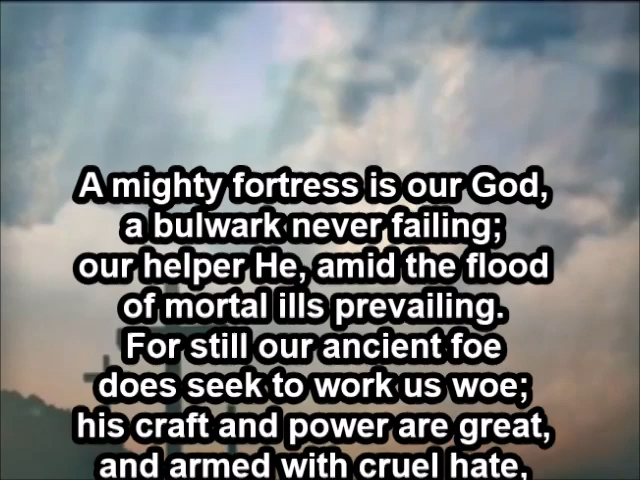 A mighty fortress is our God,
a bulwark never failing;
our helper He, amid the flood
of mortal ills prevailing.
For still our ancient foe
does seek to work us woe;
his craft and power are great,
and armed with cruel hate,